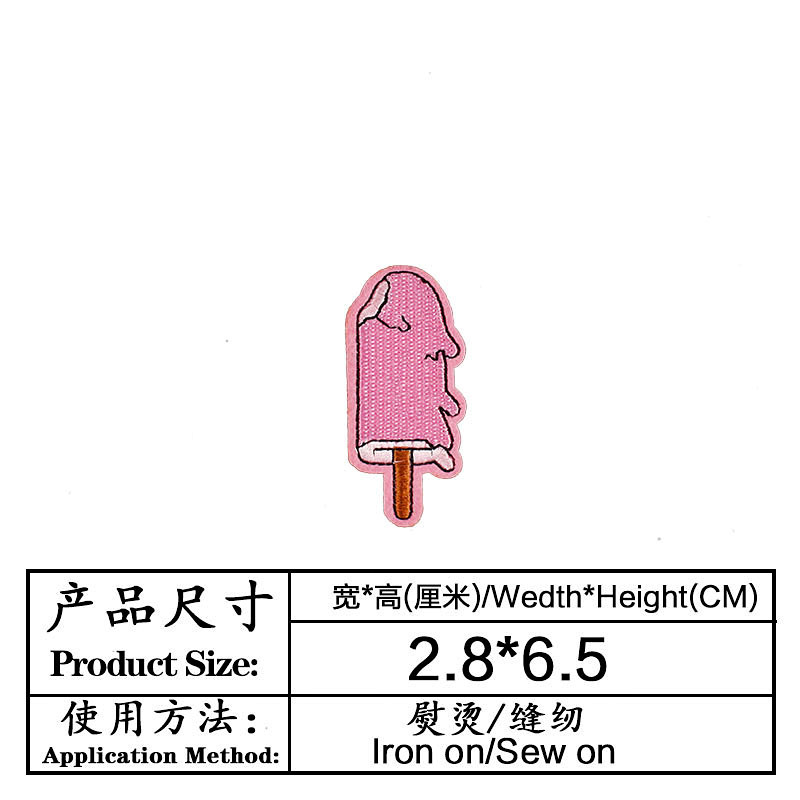 产品尺寸
Product Size:
宽*高(厘米)/Wedth*Height(CM)
2.8*6.5
使用方法：
Application Method:
熨烫/缝纫
Iron on/Sew on